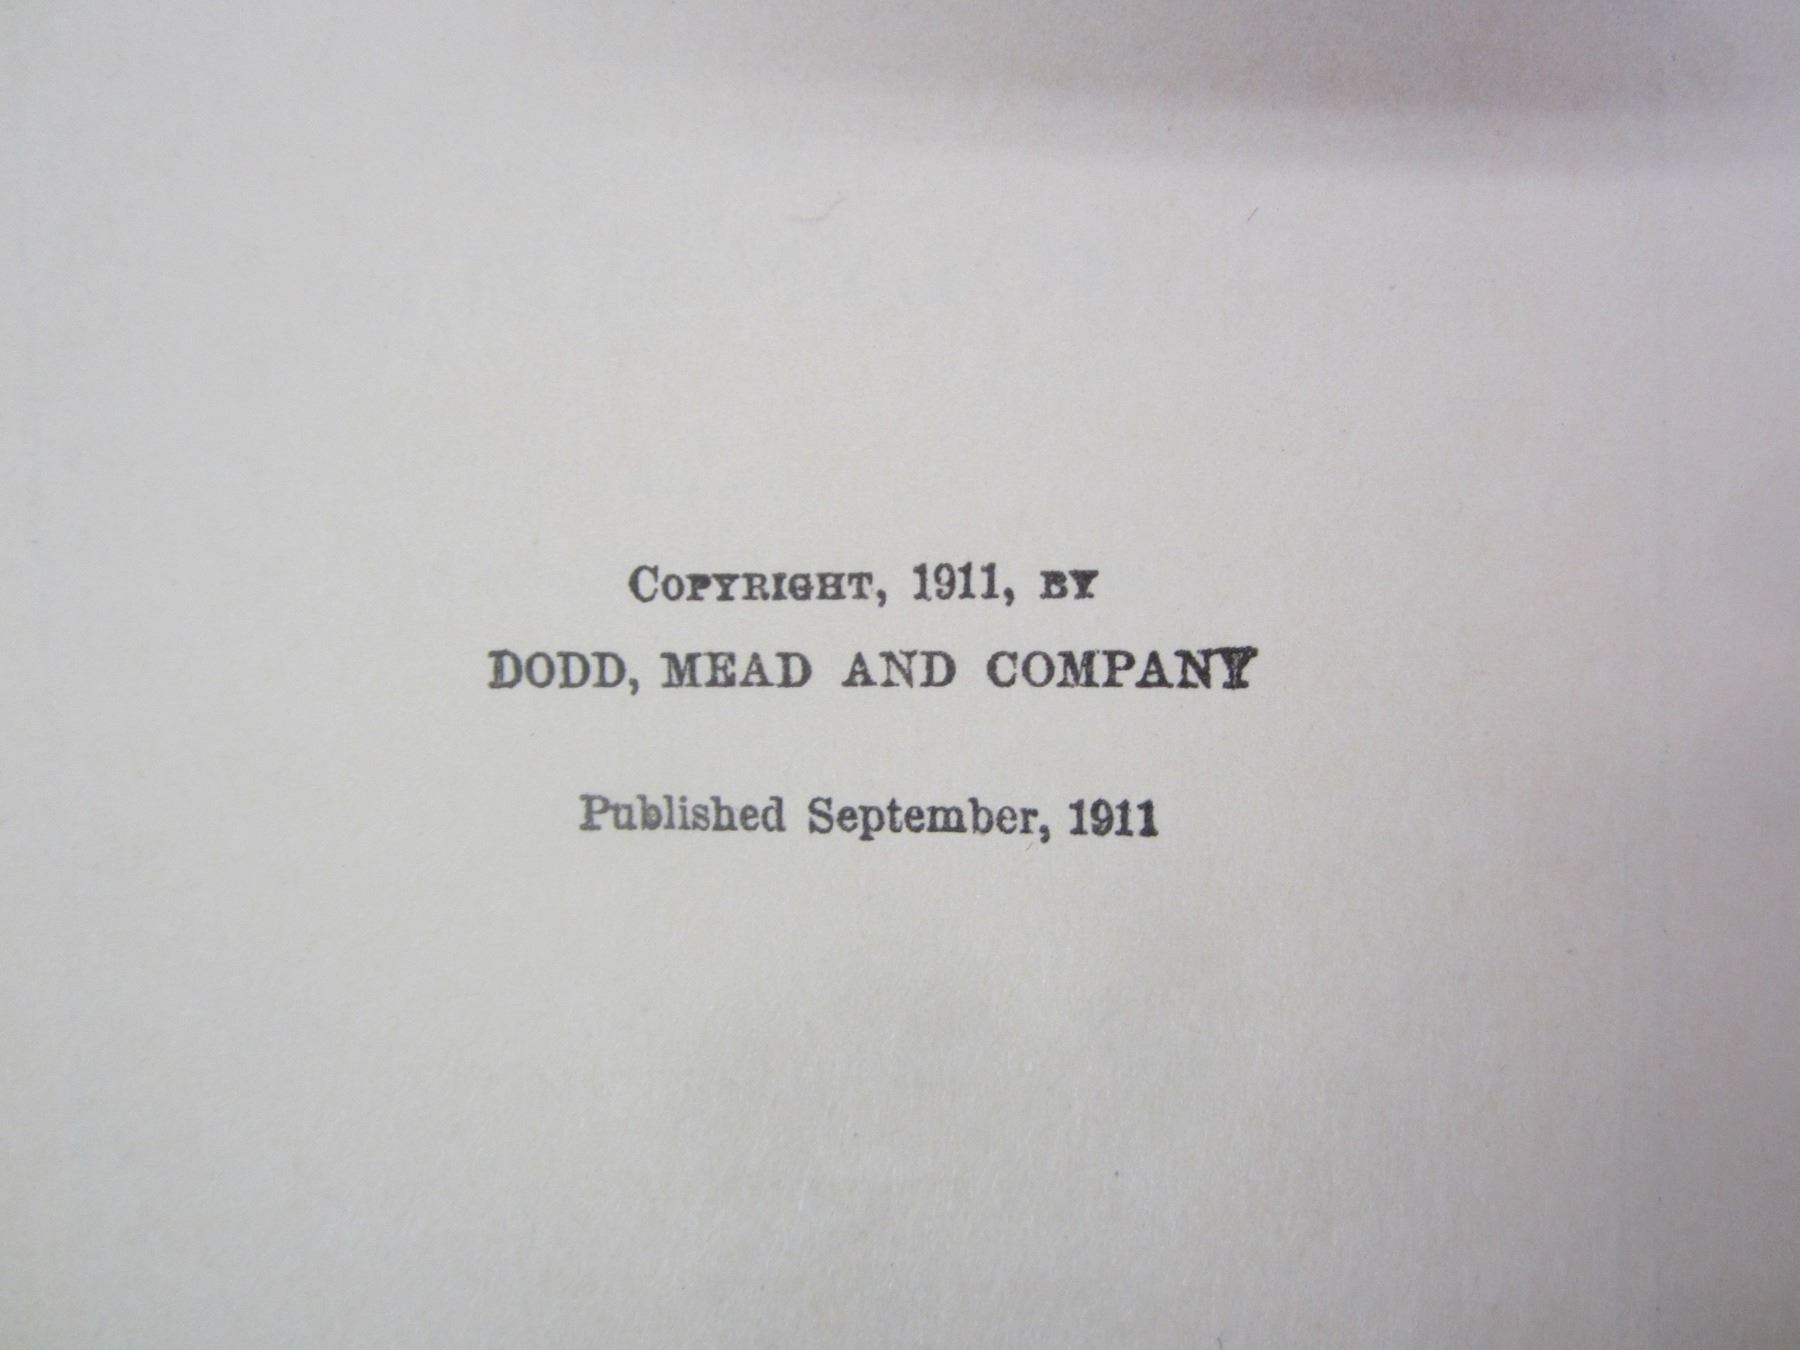 Copyright, 1911, by
DODD, MEAD AND COMPANY
Published September, 1911